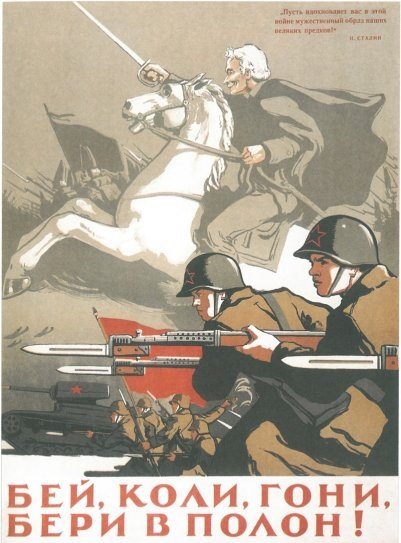 „Пусть вдохновляет вас в этой
войне мужественный образ наших
великих предков!“
И. СТАЛИН
БЕЙ, КОЛИ, ГОНИ,
БЕРИ В ПОЛОН!